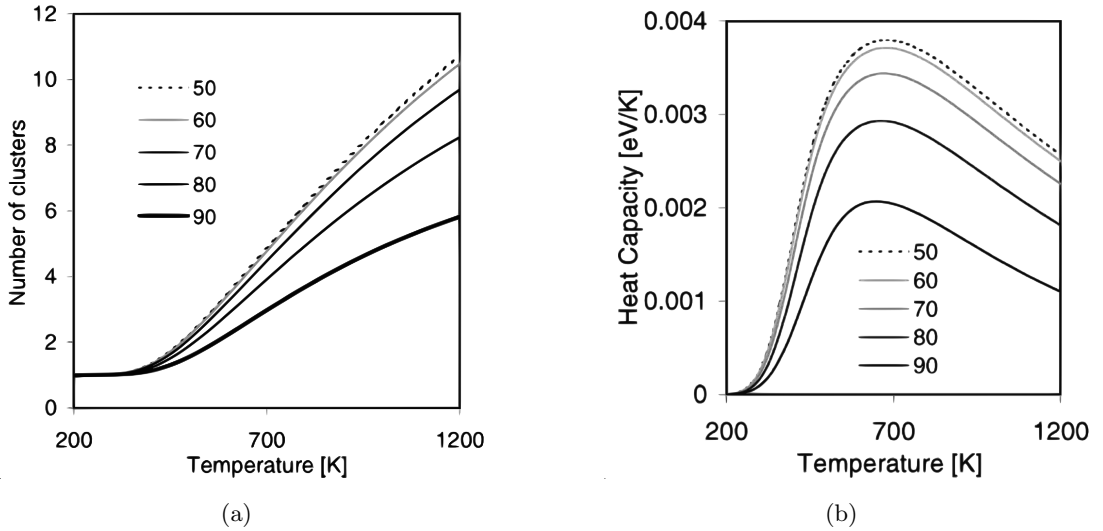 12
10
8
6
4
2
0
Number of clusters
50
60
70
80
90
200 700 1200
Temperature [K]
(a)
0.004
0.003
0.002
0.001
0
Heat Capacity [eV/K]
50
60
70
80
90
200 700 1200
Temperature [K]
(b)